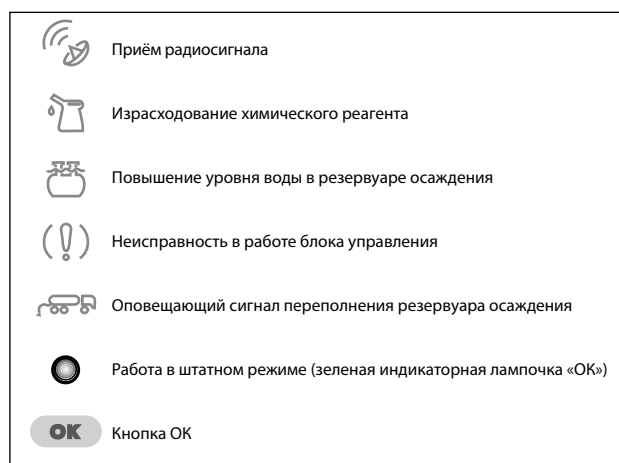 Приём радиосигнала
Израсходование химического реагента
Повышение уровня воды в резервуаре осаждения
Неисправность в работе блока управления
Оповещающий сигнал переполнения резервуара осаждения
Работа в штатном режиме (зеленая индикаторная лампочка «ОК»)
OK Кнопка ОК